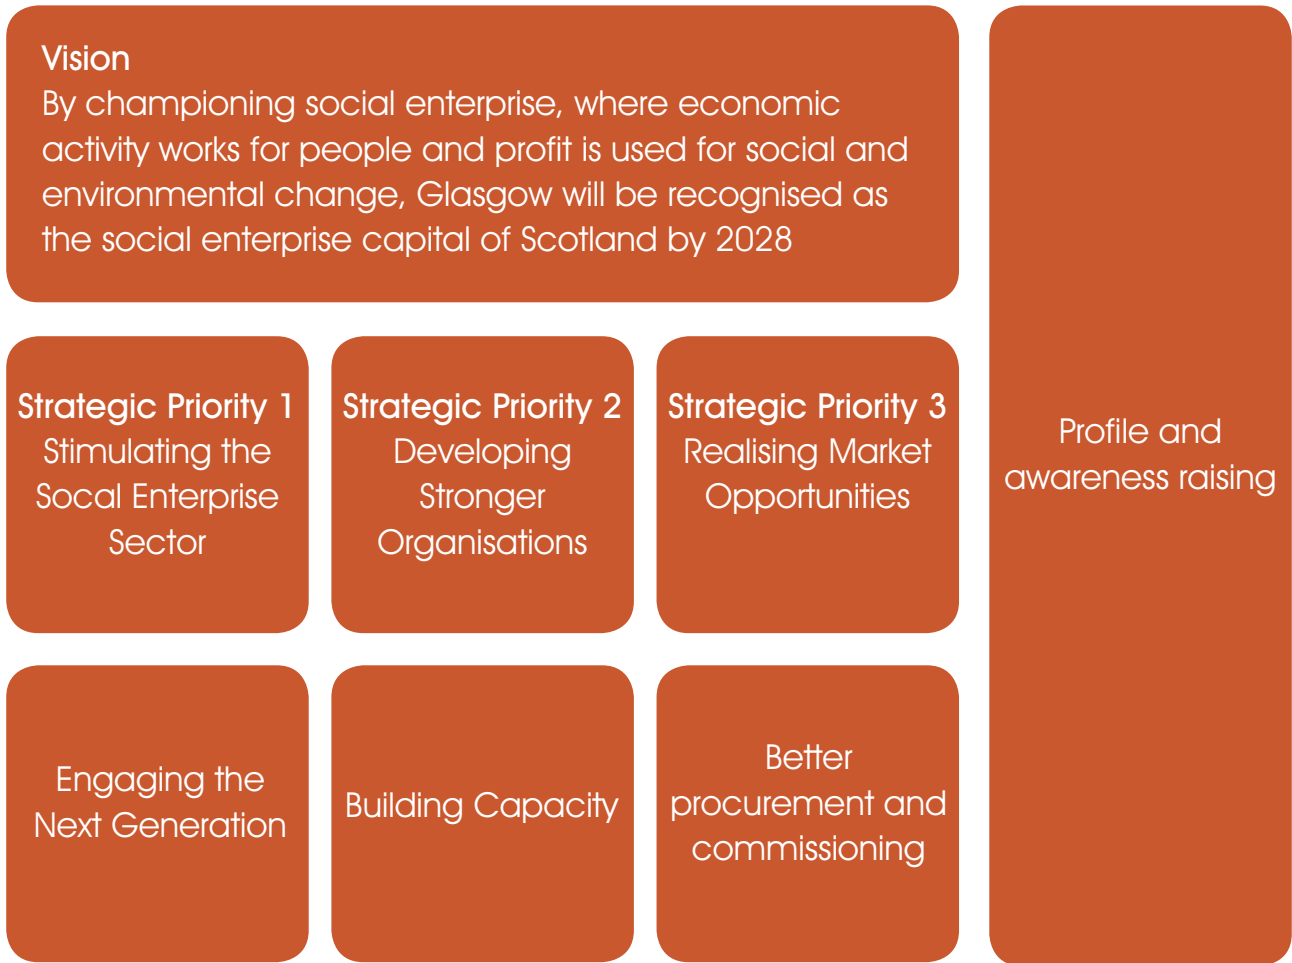 Vision
By championing social enterprise, where economic
activity works for people and profit is used for social and
environmental change, Glasgow will be recognised as
the social enterprise capital of Scotland by 2028
Strategic Priority 1
Stimulating the
Socal Enterprise
Sector
Strategic Priority 2
Developing
Stronger
Organisations
Strategic Priority 3
Realising Market
Opportunities
Engaging the
Next Generation
Building Capacity
Better
procurement and
commissioning
Profile and
awareness raising